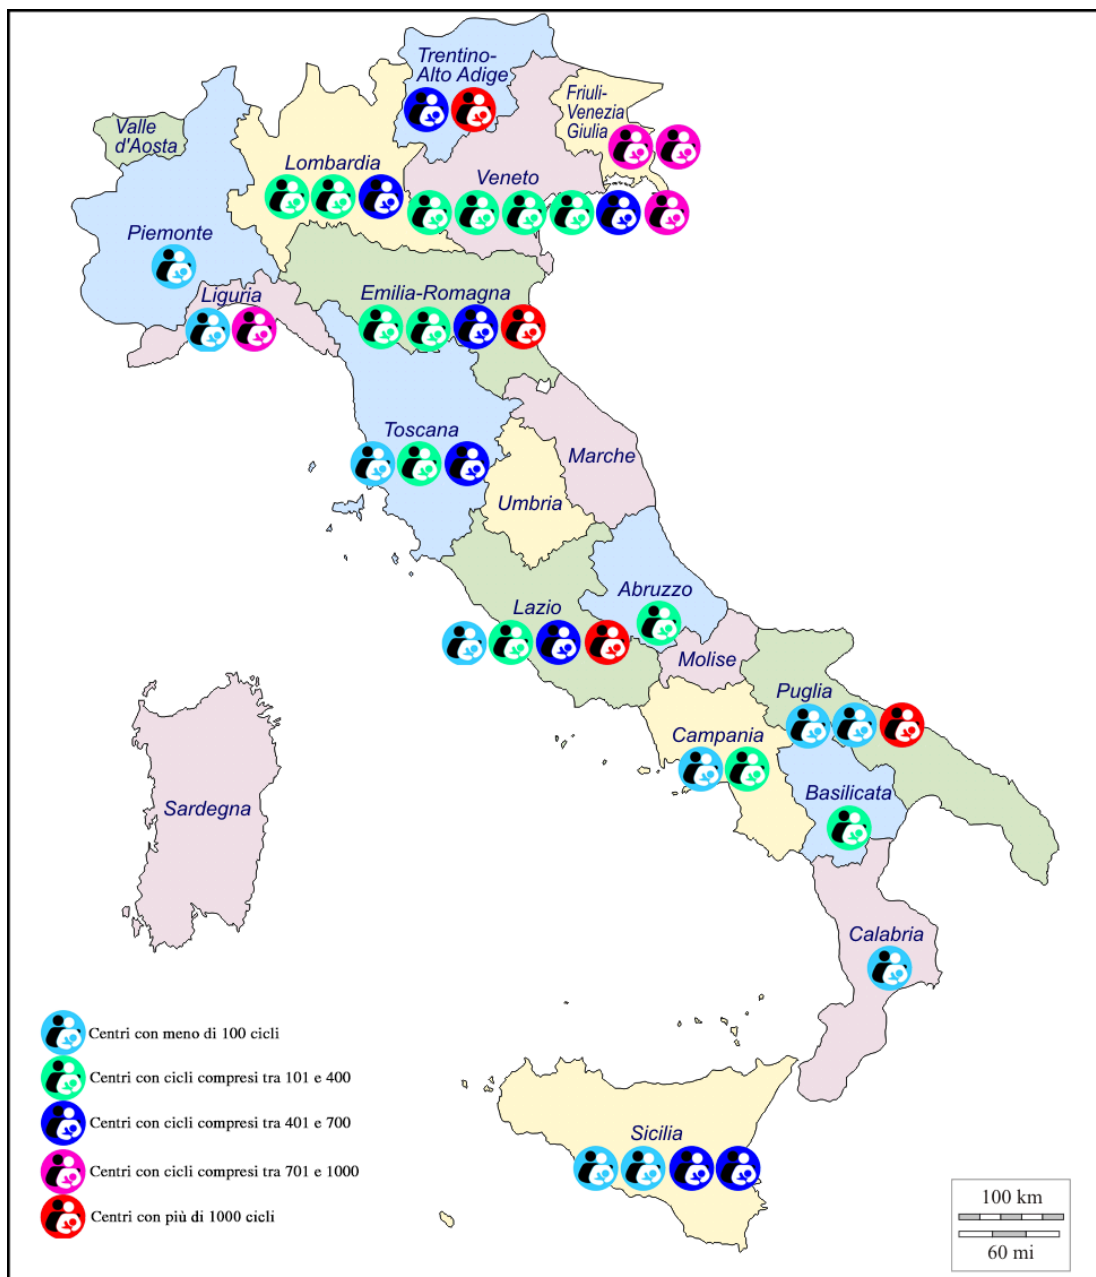 Trentino-
Alto Adige
Friuli-
Venezia
Giulia
Valle
d'Aosta
Lombardia
Veneto
Piemonte
Liguria
Emilia-Romagna
Toscana
Marche
Umbria
Abruzzo
Lazio
Molise
Puglia
Campania
Basilicata
Sardegna
Calabria
Sicilia
Centri con meno di 100 cicli
Centri con cicli compresi tra 101 e 400
Centri con cicli compresi tra 401 e 700
Centri con cicli compresi tra 701 e 1000
Centri con più di 1000 cicli
100 km
60 mi